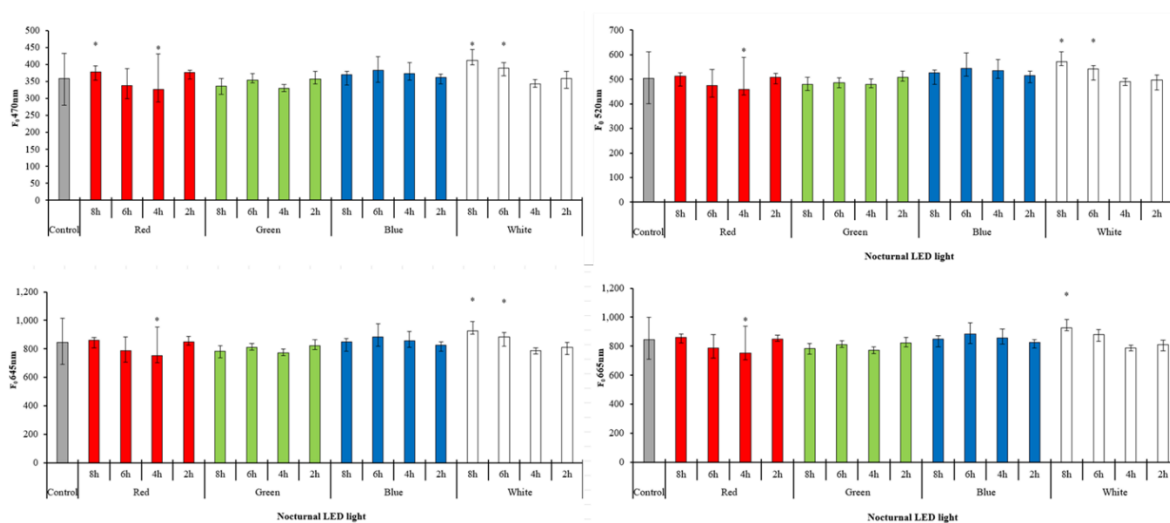 500
450
400
350
300
250
200
150
100
50
0
F₀ 470nm
* * * *
8h 6h 4h 2h 8h 6h 4h 2h 8h 6h 4h 2h 8h 6h 4h 2h
Control Red Green Blue White
700
600
500
400
300
200
100
0
F₀ 520nm
* * *
8h 6h 4h 2h 8h 6h 4h 2h 8h 6h 4h 2h 8h 6h 4h 2h
Control Red Green Blue White
Nocturnal LED light
1,200
1,000
800
600
400
200
0
F₀ 645nm
* * *
8h 6h 4h 2h 8h 6h 4h 2h 8h 6h 4h 2h 8h 6h 4h 2h
Control Red Green Blue White
Nocturnal LED light
1,200
1,000
800
600
400
200
0
F₀ 665nm
* *
8h 6h 4h 2h 8h 6h 4h 2h 8h 6h 4h 2h 8h 6h 4h 2h
Control Red Green Blue White
Nocturnal LED light